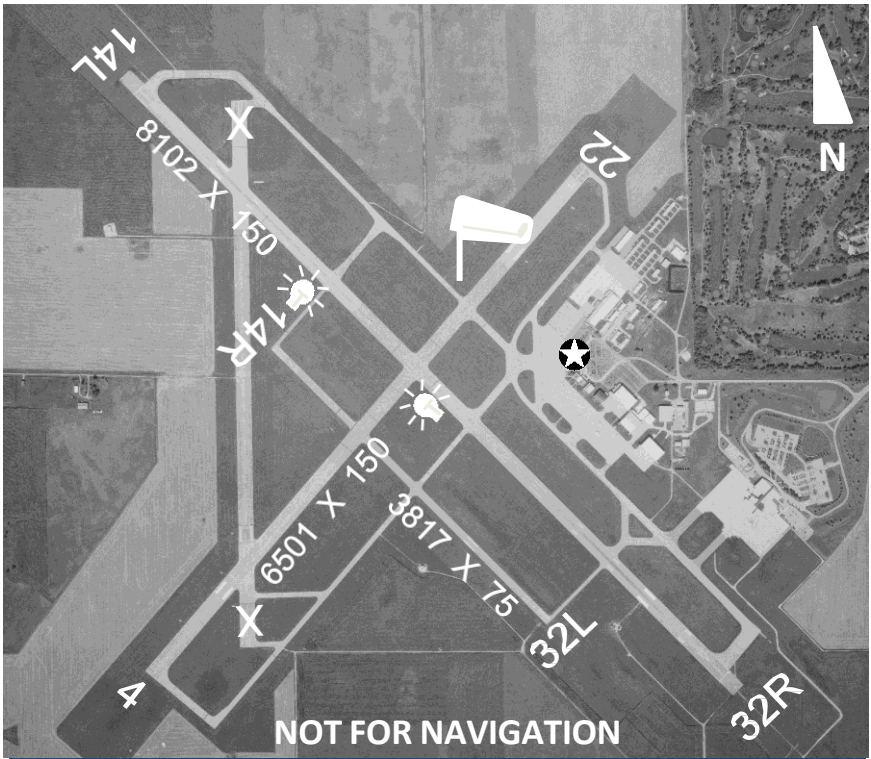 14L
X
8102 X 150
22
N
14R
6501 X 150
3817 X 75
X
32L
4
32R
NOT FOR NAVIGATION